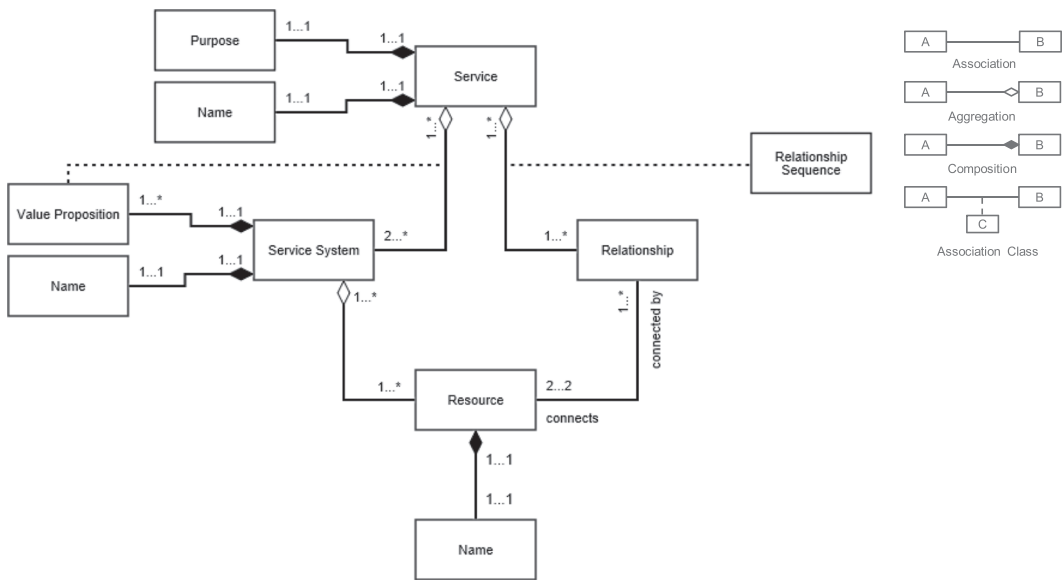 Purpose
1...1
1...1
Service
Name
1...1
1...1
1...*
1...*
Relationship
Sequence
Value Proposition
1...*
1...1
Service System
2...*
Name
1...1
1...1
1...*
1...*
Relationship
1...*
connected by
1...*
Resource
2...2
connects
1...1
1...1
Name
A
B
Association
A
B
Aggregation
A
B
Composition
A
B
C
Association Class